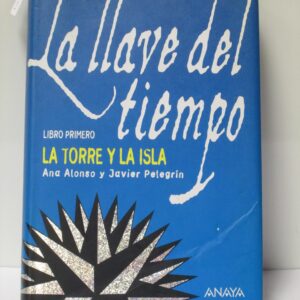 La llave del
tiempo
LIBRO PRIMERO
LA TORRE Y LA ISLA
Ana Alonso y Javier Pelegrín
ANAYA